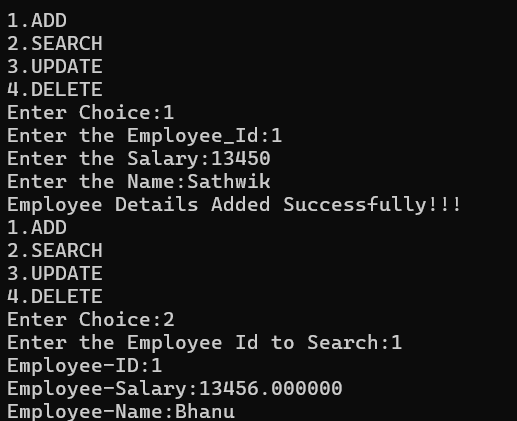 1.ADD
2.SEARCH
3.UPDATE
4.DELETE
Enter Choice:1
Enter the Employee_Id:1
Enter the Salary:13450
Enter the Name:Sathwik
Employee Details Added Successfully!!!
1.ADD
2.SEARCH
3.UPDATE
4.DELETE
Enter Choice:2
Enter the Employee Id to Search:1
Employee-ID:1
Employee-Salary:13456.000000
Employee-Name:Bhanu